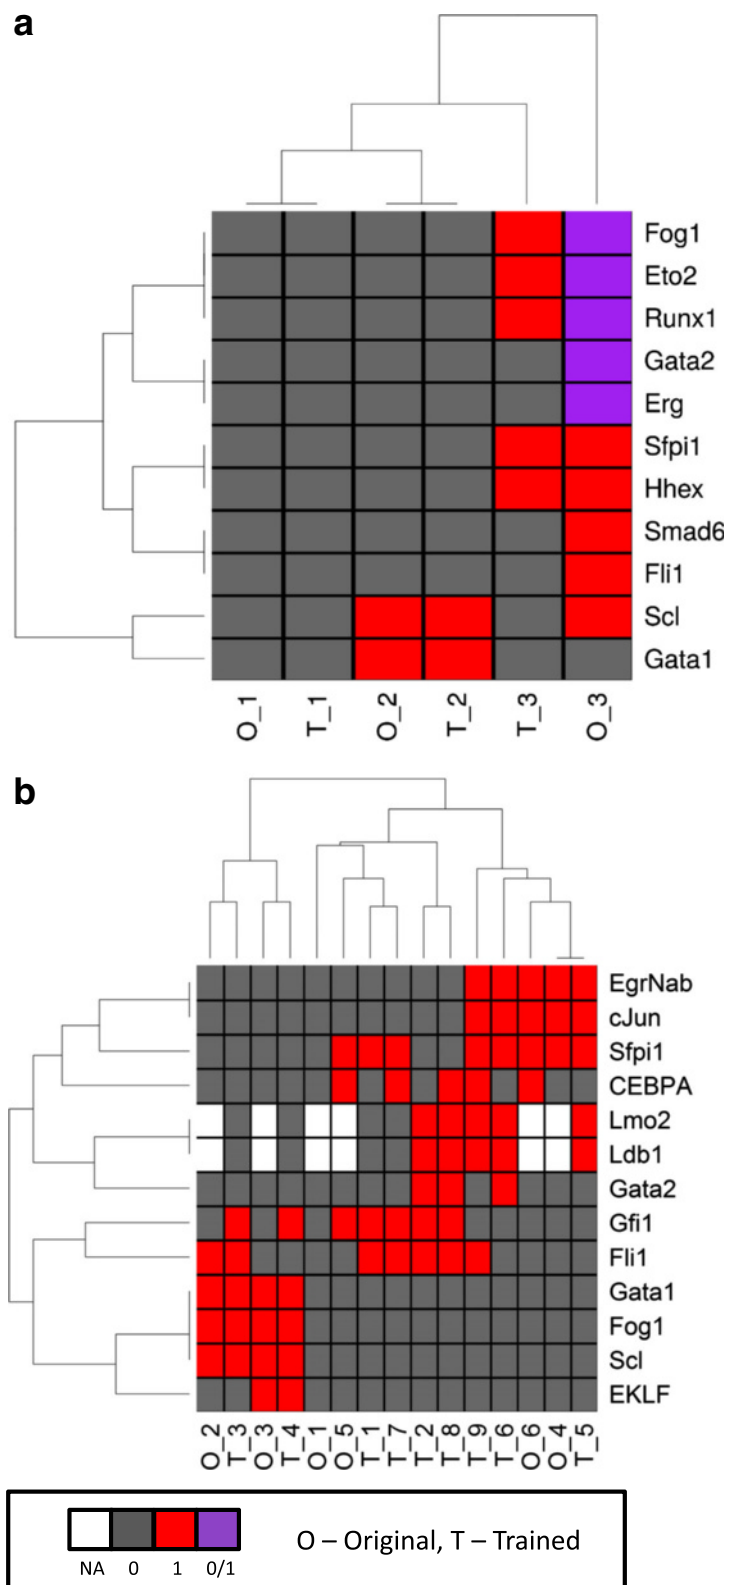 a
Fog1
Eto2
Runx1
Gata2
Erg
Sfpi1
Hhex
Smad6
Fli1
Scl
Gata1
O_1 T_1 O_2 T_2 T_3 O_3
b
EgrNab
cJun
Sfpi1
CEBPA
Lmo2
Ldb1
Gata2
Gfi1
Fli1
Gata1
Fog1
Scl
EKLF
O_2 T_3 O_3 T_4 O_1 O_5 T_1 T_7 T_2 T_8 T_9 T_6 O_6 O_4 T_5
NA 0 1 0/1
O – Original, T – Trained